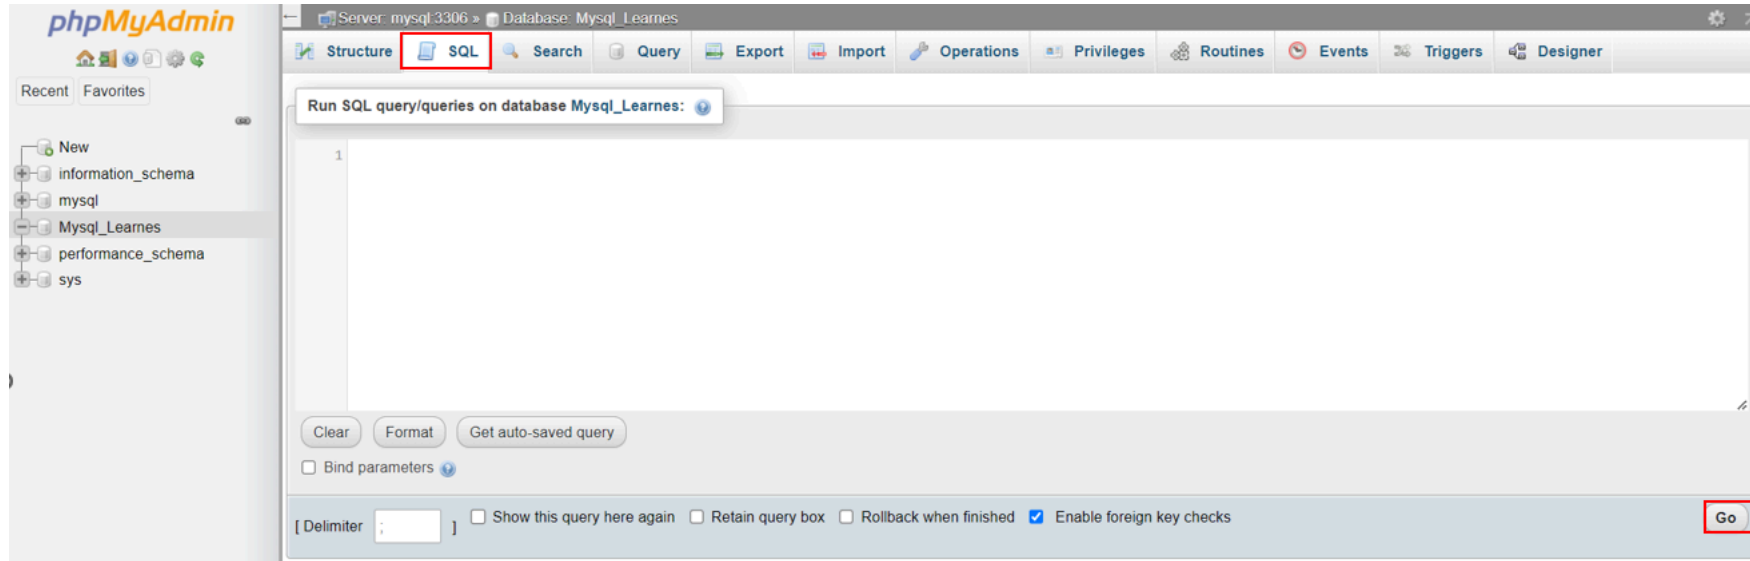 phpMyAdmin
Recent Favorites
New
information_schema
mysql
Mysql_Learnes
performance_schema
sys
Server: mysql:3306 » Database: Mysql_Learnes
Structure SQL Search Query Export Import Operations Privileges Routines Events Triggers Designer
Run SQL query/queries on database Mysql_Learnes:
1
Clear Format Get auto-saved query
Bind parameters
[ Delimiter ; ] Show this query here again Retain query box Rollback when finished Enable foreign key checks Go